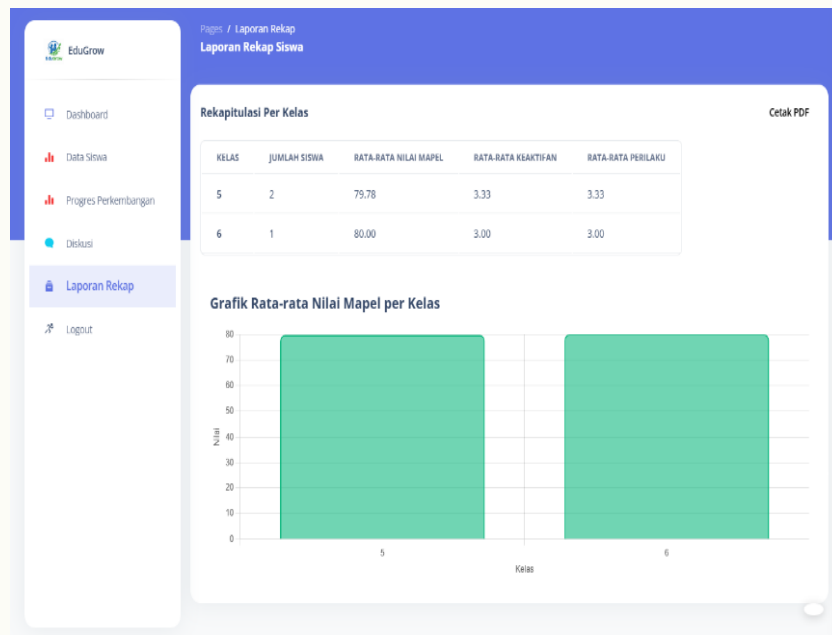 EduGrow
Dashboard
Data Siswa
Progres Perkembangan
Diskusi
Laporan Rekap
Logout
Pages / Laporan Rekap
Laporan Rekap Siswa
Rekapitulasi Per Kelas
Cetak PDF
KELAS JUMLAH SISWA RATA-RATA NILAI MAPEL RATA-RATA KEAKTIFAN RATA-RATA PERILAKU
5 2 79.78 3.33 3.33
6 1 80.00 3.00 3.00
Grafik Rata-rata Nilai Mapel per Kelas
80
70
60
50
40
30
20
10
0
Nilai
5 6
Kelas